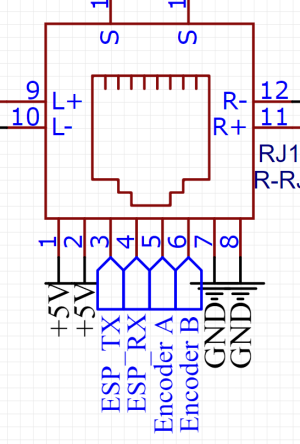 1 1
S S
9 L+ R- 12
10 L- R+ 11
RJ1
R-RJ
1 2 3 4 5 6 7 8
+5V
+5V
ESP_TX
ESP_RX
Encoder A
Encoder B
GND
GND